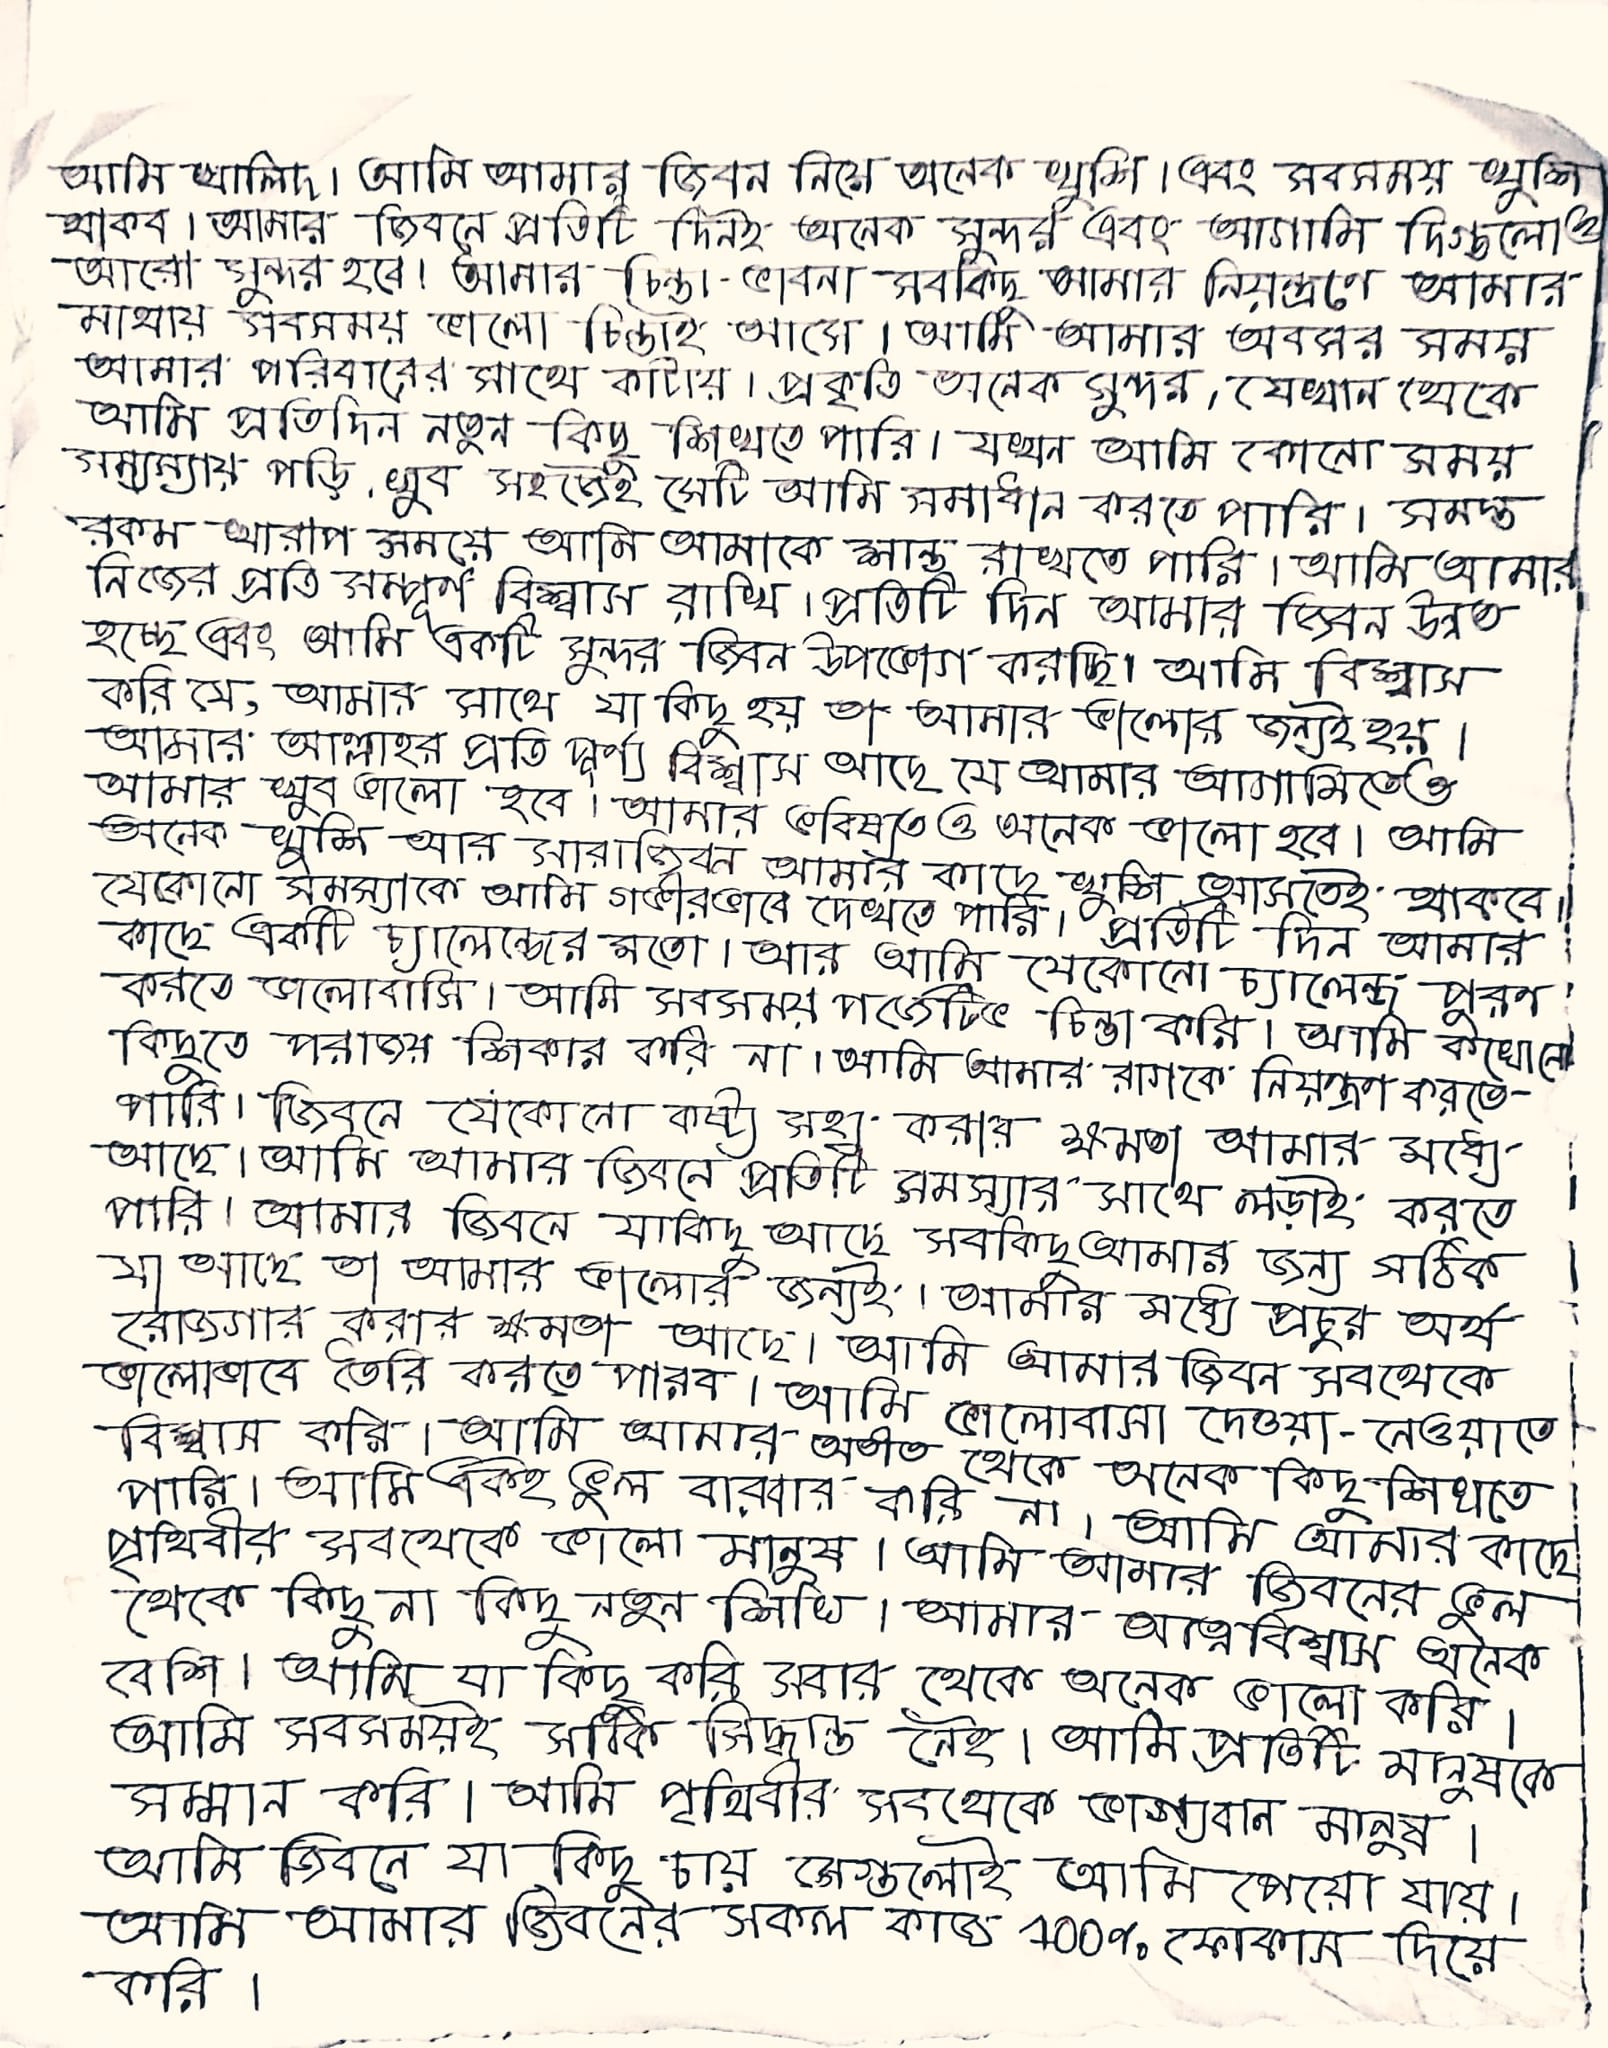 আমি খালিদ। আমি আমার জিবন নিয়ে অনেক খুশি। এবং সবসময় খুশি
থাকব। আমার জিবনে প্রতিটি দিনই অনেক সুন্দর এবং আগামি দিগুলোও
আরো সুন্দর হবে। আমার চিন্তা-ভাবনা সবকিছু আমার নিয়ন্ত্রণে আমার
মাথায় সবসময় ভালো চিন্তাই আসে। আমি আমার অবসর সময়
আমার পরিবারের সাথে কাটায়। প্রকৃতি অনেক সুন্দর, যেখান থেকে
আমি প্রতিদিন নতুন কিছু শিখতে পারি। যখন আমি কোনো সময়
সম্যস্যায় পড়ি, খুব সহজেই সেটি আমি সমাধান করতে পারি। সমস্ত
রকম খারাপ সময়ে আমি আমাকে শান্ত রাখতে পারি। আমি আমার
নিজের প্রতি সম্পূর্ণ বিশ্বাস রাখি। প্রতিটি দিন আমার জিবন উন্নত
হচ্ছে এবং আমি একটি সুন্দর জিবন উপভোগ করছি। আমি বিশ্বাস
করি যে, আমার সাথে যা কিছু হয় তা আমার ভালোর জন্যই হয়।
আমার আল্লাহর প্রতি পূর্ণ্য বিশ্বাস আছে যে আমার আগামিতেও
আমার খুব ভালো হবে। আমার ভবিষ্যতেও অনেক ভালো হবে। আমি
অনেক খুশি আর সারাজিবন আমার কাছে খুশি আসতেই থাকবে।
যেকোনো সমস্যাকে আমি গভীরভাবে দেখতে পারি। প্রতিটি দিন আমার
কাছে একটি চ্যালেন্জের মতো। আর আমি যেকোনো চ্যালেন্জ পুরণ
করতে ভালোবাসি। আমি সবসময় পজেটিভ চিন্তা করি। আমি কখোনো
কিছুতে পরাজয় শিকার করি না। আমি আমার রাগকে নিয়ন্ত্রণ করতে
পারি। জিবনে যেকোনো কষ্ট্য সহ্য করার ক্ষমতা আমার মধ্যে
আছে। আমি আমার জিবনে প্রতিটি সমস্যার সাথে লড়াই করতে
পারি। আমার জিবনে যাকিছু আছে সবকিছু আমার জন্য সঠিক
যা আছে তা আমার ভালোর জন্যই। আমার মধ্যে প্রচুর অর্থ
রোজগার করার ক্ষমতা আছে। আমি আমার জিবন সবথেকে
ভালোভাবে তৈরি করতে পারব। আমি ভালোবাসা দেওয়া-নেওয়াতে
বিশ্বাস করি। আমি আমার অতীত থেকে অনেক কিছু শিখতে
পারি। আমি একই ভুল বারবার করি না। আমি আমার কাছে
পৃথিবীর সবথেকে ভালো মানুষ। আমি আমার জিবনের ভুল
থেকে কিছু না কিছু নতুন শিখি। আমার আত্নবিশ্বাস অনেক
বেশি। আমি যা কিছু করি সবার থেকে অনেক ভালো করি।
আমি সবসময়ই সঠিক সিদ্ধান্ত নেই। আমি প্রতিটি মানুষকে
সম্মান করি। আমি পৃথিবীর সবথেকে ভাগ্যবান মানুষ।
আমি জিবনে যা কিছু চায় সেগুলোই আমি পেয়ো যায়।
আমি আমার জিবনের সকল কাজ 100% ফোকাস দিয়ে
করি।